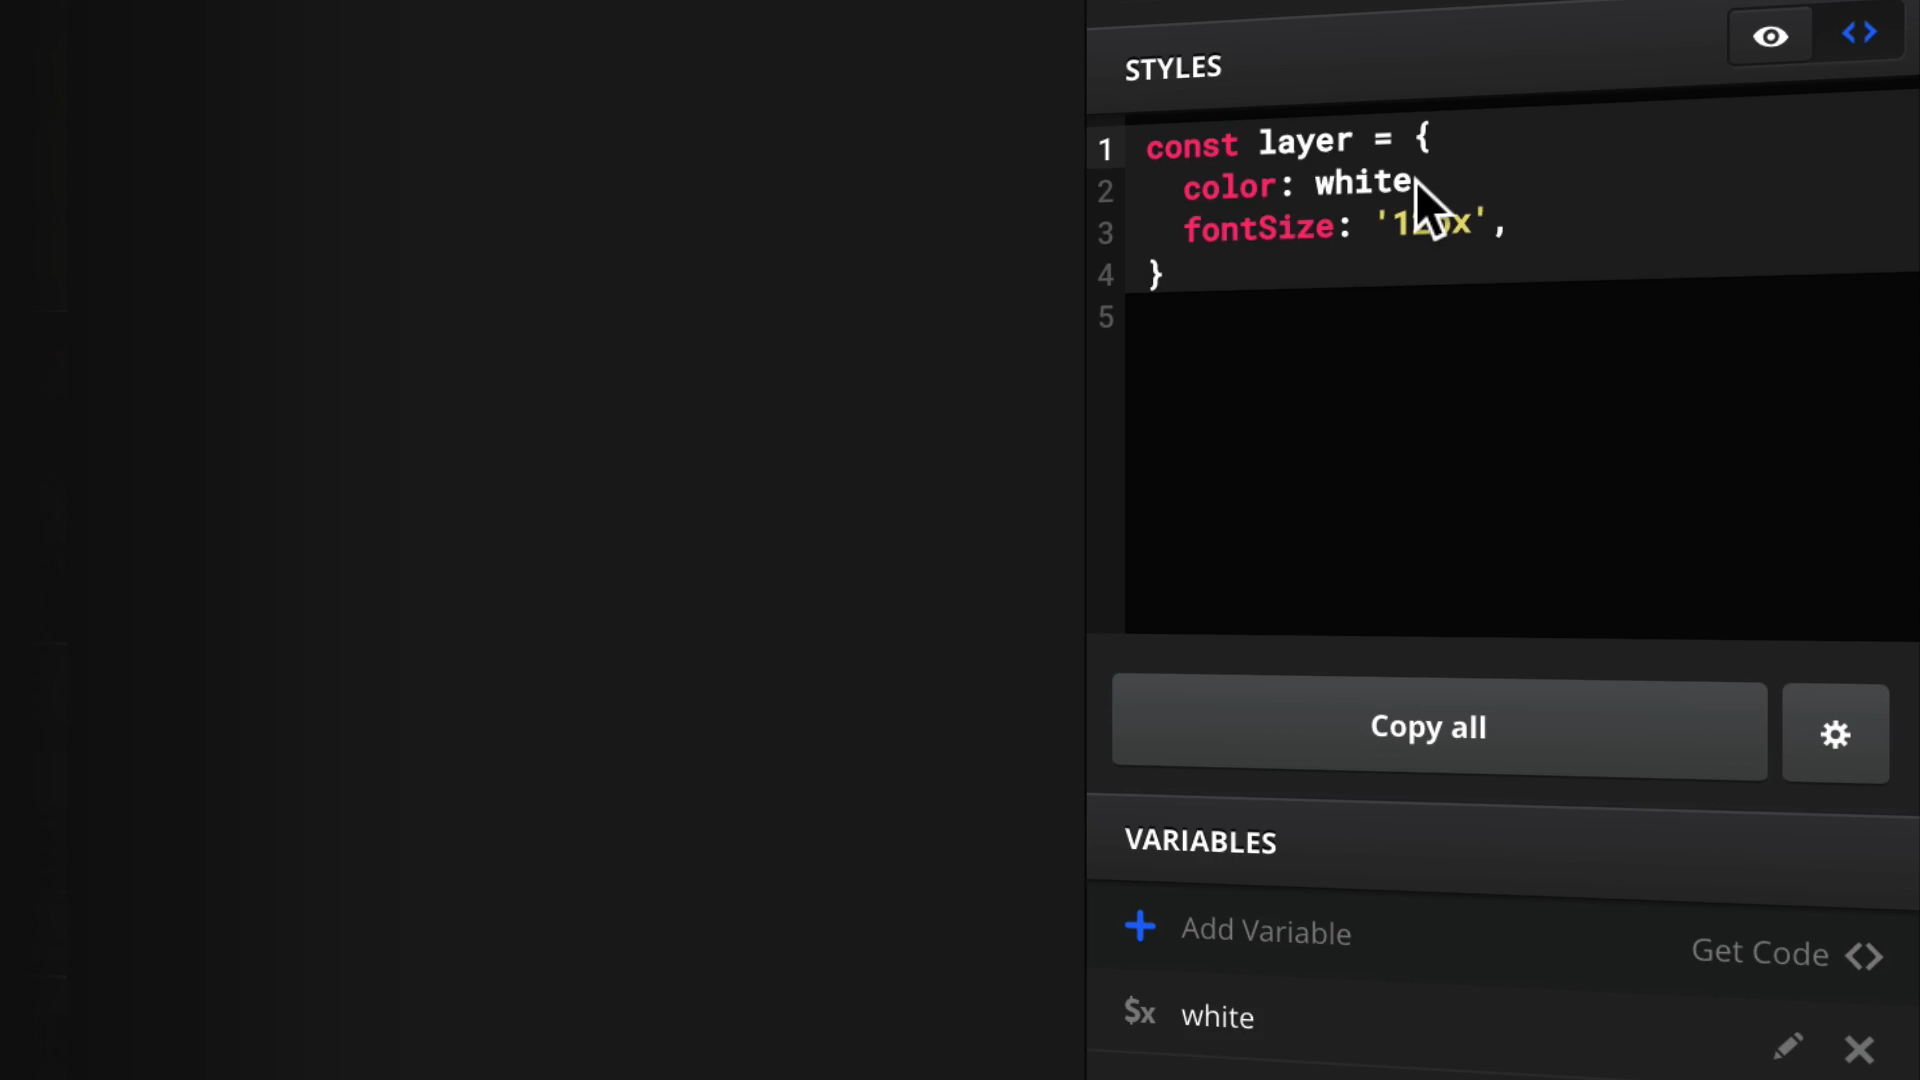 STYLES
1 const layer = {
2 color: white
3 fontSize: '12px',
4 }
5
Copy all
VARIABLES
Add Variable
Get Code
$x white